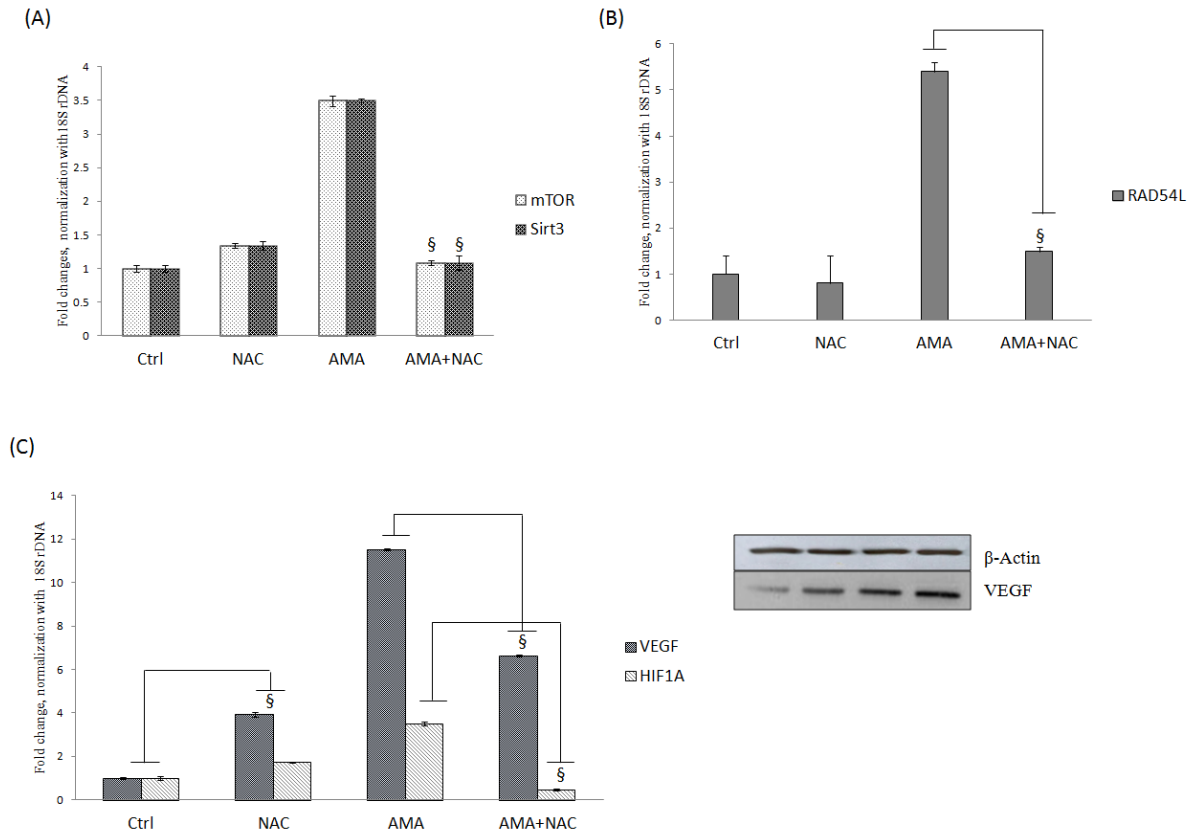 (A)
Fold changes, normalization with 18S rDNA
4
3.5
3
2.5
2
1.5
1
0.5
0
§ §
Ctrl NAC AMA AMA+NAC
mTOR
Sirt3
(B)
Fold change, normalization with 18S rDNA
6
5
4
3
2
1
0
§
Ctrl NAC AMA AMA+NAC
RAD54L
(C)
Fold change, normalization with 18S rDNA
14
12
10
8
6
4
2
0
§
§
§
Ctrl NAC AMA AMA+NAC
VEGF
HIF1A
β-Actin
VEGF